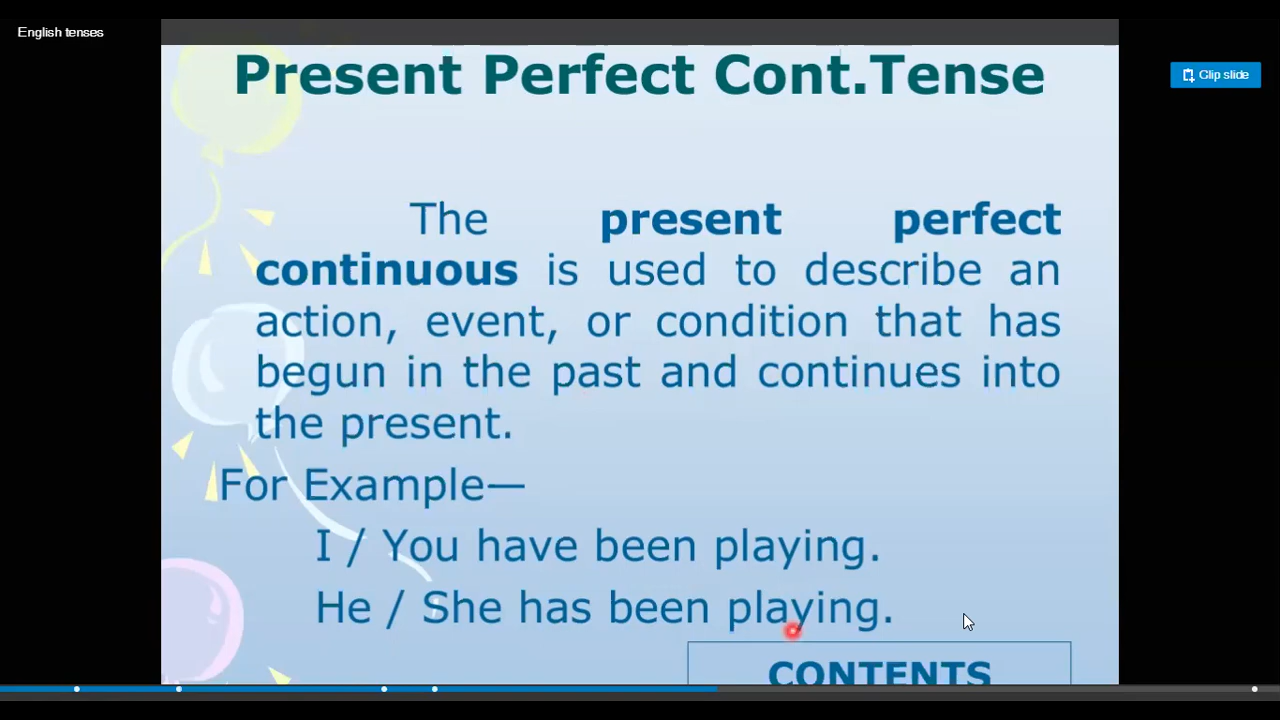 English tenses
Clip slide
Present Perfect Cont.Tense
The present perfect
continuous is used to describe an
action, event, or condition that has
begun in the past and continues into
the present.
For Example—
I / You have been playing.
He / She has been playing.
CONTENTS